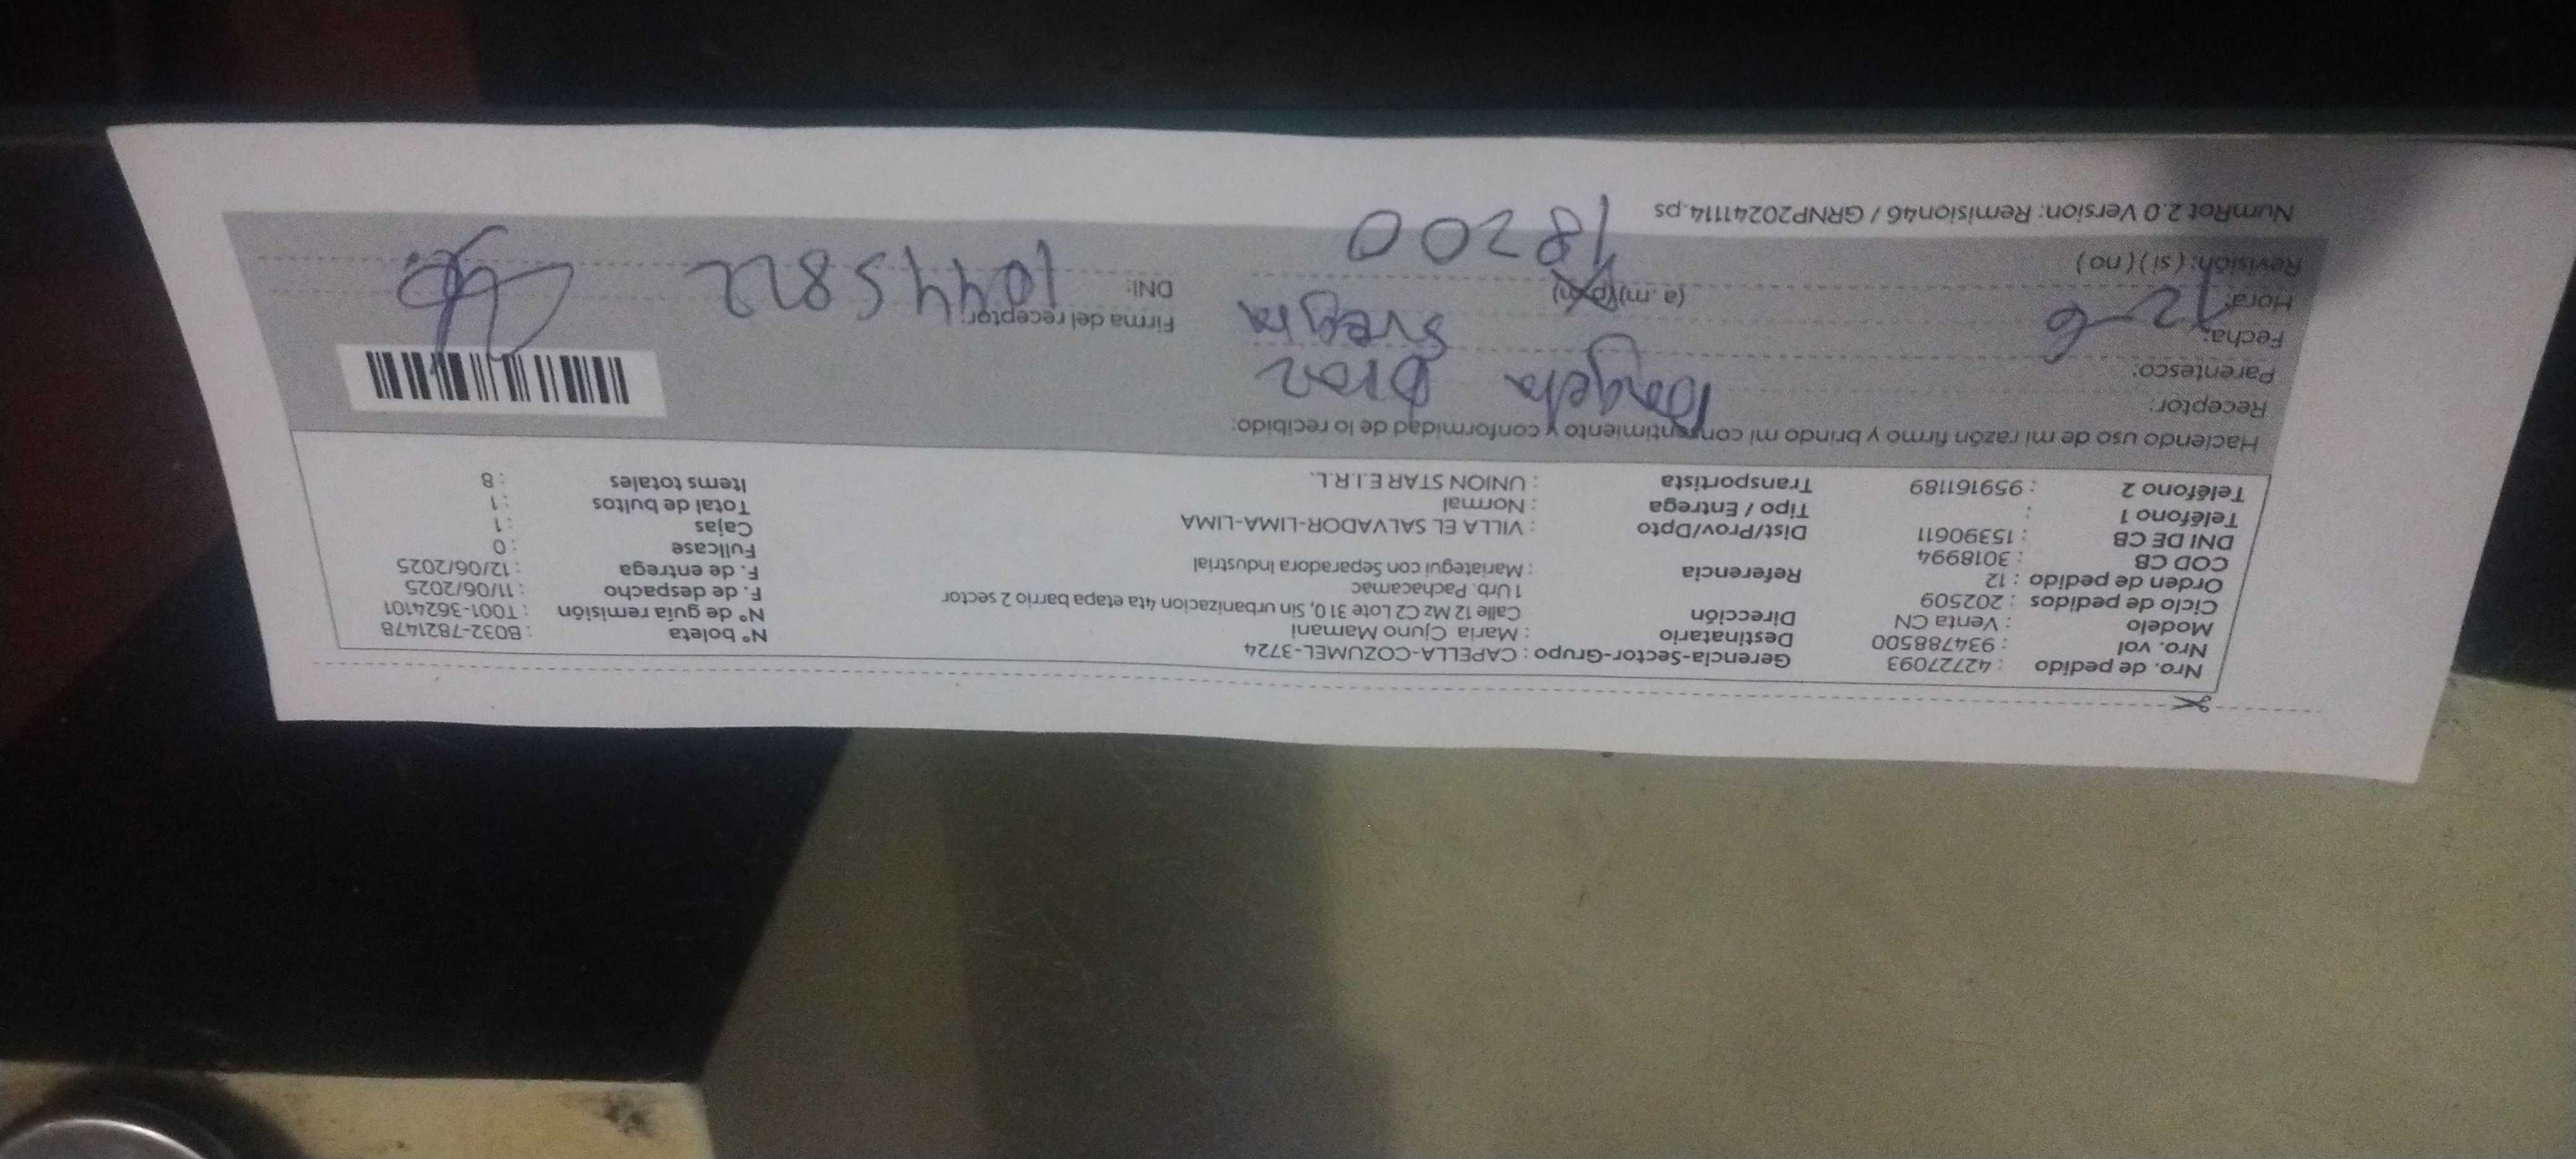 Nro. de pedido : 42727093 Gerencia-Sector-Grupo : CAPELLA-COZUMEL-3724 N° boleta : B032-7821478
Nro. vol : 934788500 Destinatario : Maria Cjuno Mamani N° de guia remisión : T001-3624101
Modelo : Venta CN Dirección Calle 12 Mz C2 Lote 310, Sin urbanizacion 4ta etapa barrio 2 sector F. de despacho : 11/06/2025
Ciclo de pedidos : 202509 1 Urb. Pachacamac F. de entrega : 12/06/2025
Orden de pedido : 12 Referencia : Mariategui con Separadora Industrial Fullcase : 0
COD CB : 3018994 Dist/Prov/Dpto : VILLA EL SALVADOR-LIMA-LIMA Cajas : 1
DNI DE CB : 15390611 Tipo / Entrega : Normal Total de bultos : 1
Teléfono 1 : Transportista : UNION STAR E.I.R.L. Items totales : 8
Teléfono 2 : 959161189
Haciendo uso de mi razón firmo y brindo mi consentimiento y conformidad de lo recibido:
Receptor: Diaz
Parentesco: Suegra
Fecha: 12-6
Hora: (a .m) (p.m) Firma del receptor:
Revisión: ( si ) ( no ) 18200 DNI: 10445822
NumRot 2.0 Version: Remision46 / GRNP20241114.ps